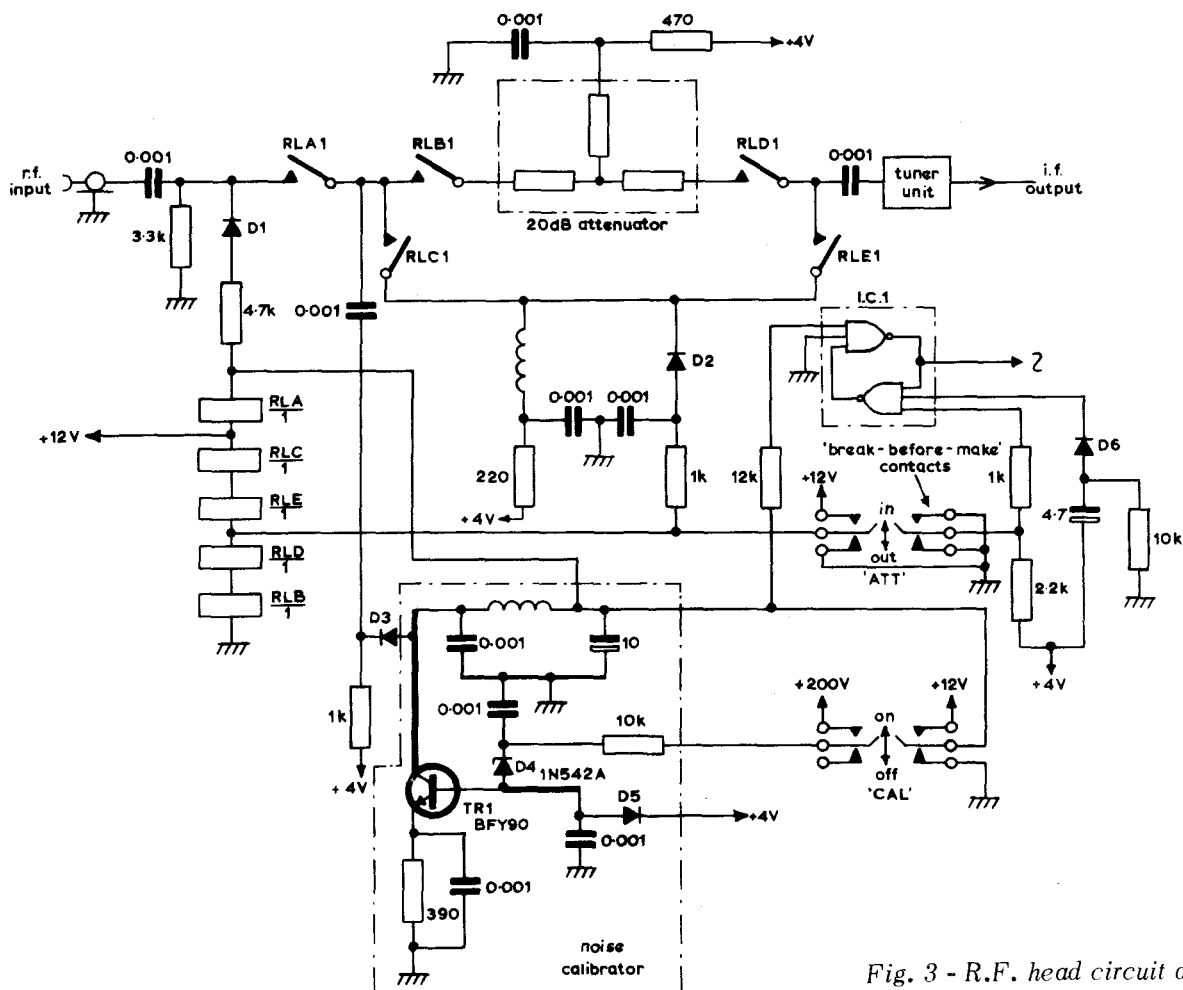 0·001
470
+4V
RLA1
RLB1
RLD1
0·001
0·001
r.f.
input
tuner
unit
i.f.
output
3·3k
D1
20dB attenuator
RLC1
RLE1
4·7k
0·001
I.C.1
D2
0·001
0·001
RLA
1
+12V
RLC
1
RLE
1
RLD
1
RLB
1
220
+4V
1k
12k
'break-before-make'
contacts
+12V
in
out
'ATT'
1k
D6
4·7
10k
2·2k
+4V
D3
0·001
10
0·001
10k
+200V
+12V
on
off
'CAL'
1k
+4V
D4
1N542A
TR1
BFY90
D5
+4V
0·001
0·001
390
noise
calibrator
Fig. 3 - R.F. head circuit